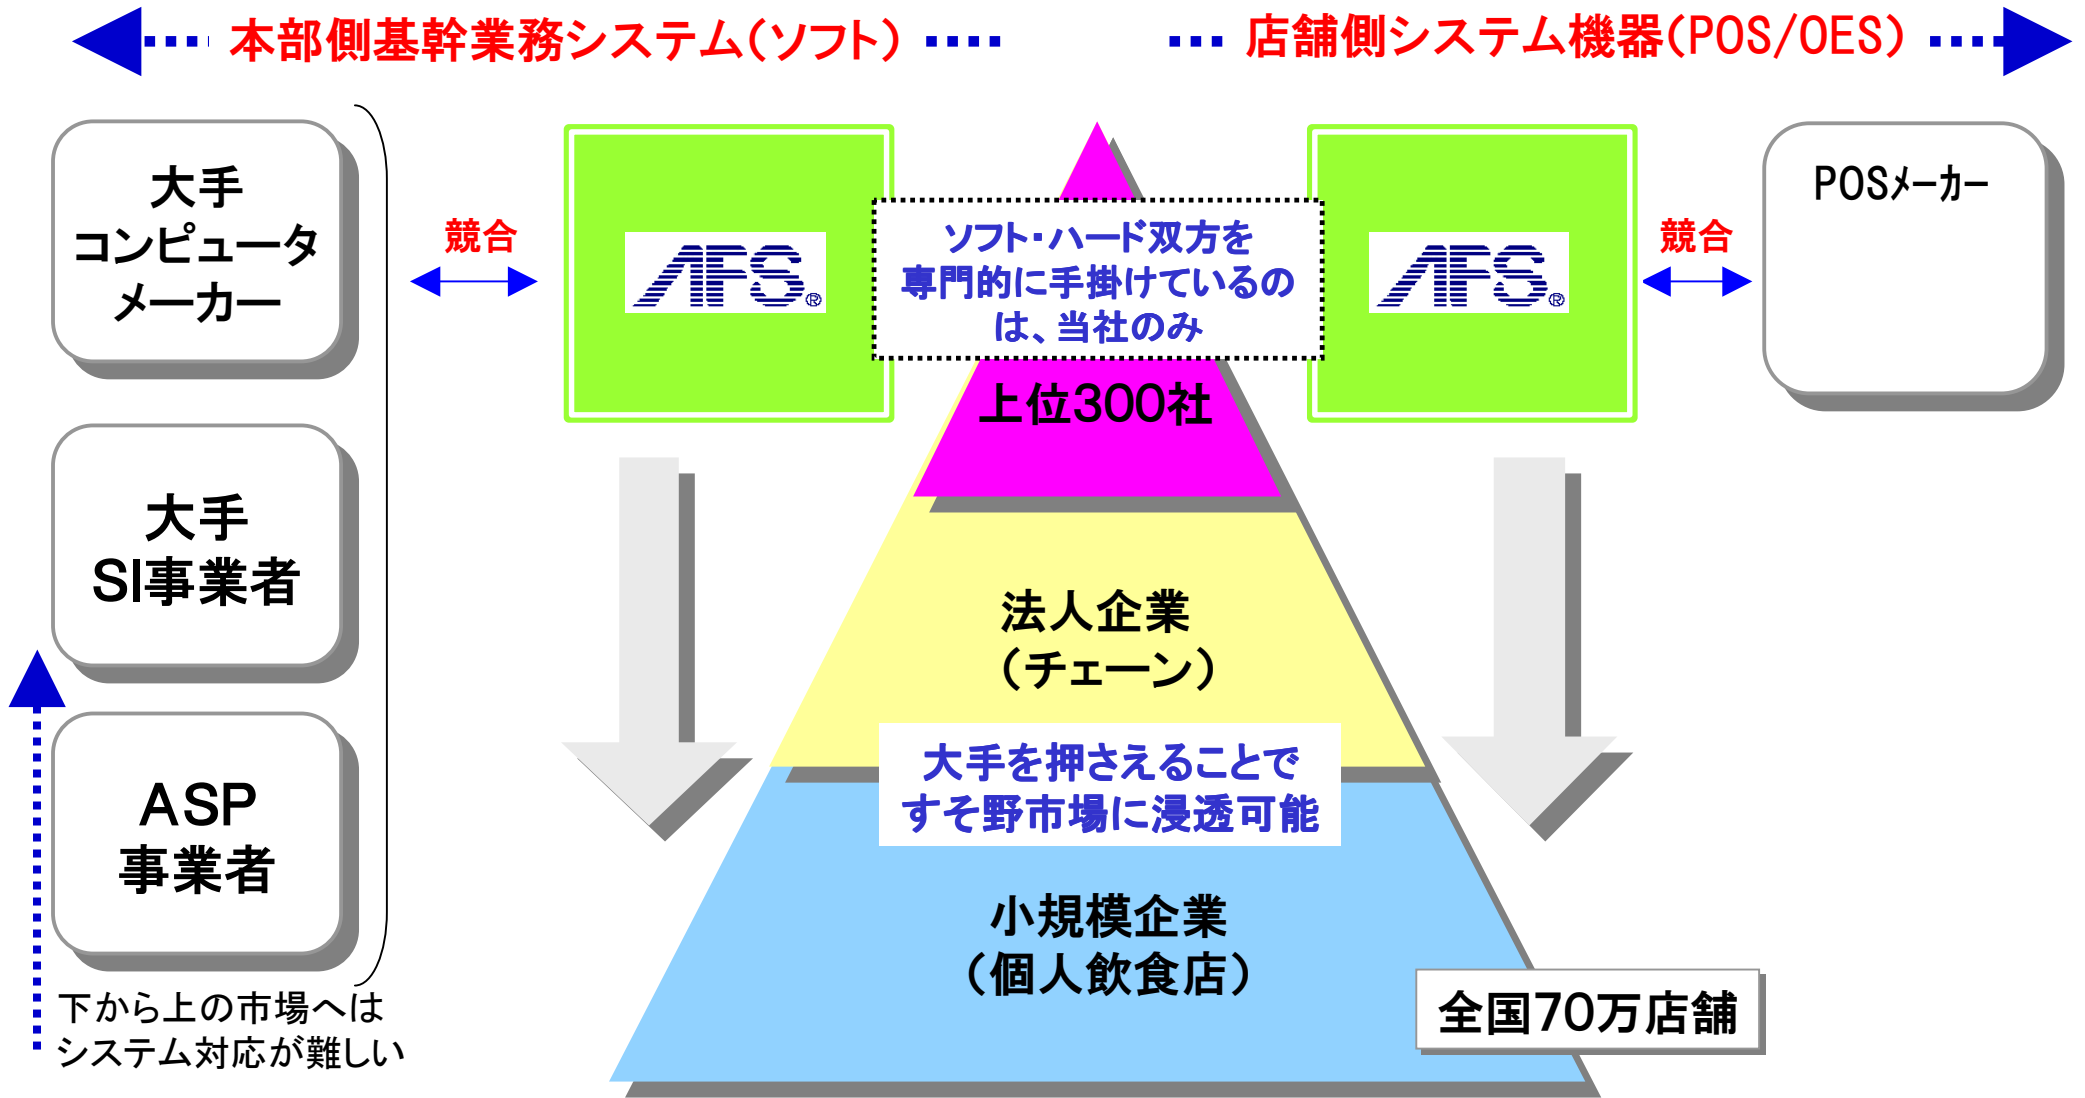 本部側基幹業務システム（ソフト）
店舗側システム機器（POS/OES）
大手
コンピュータ
メーカー
競合
AFS®
ソフト・ハード双方を
専門的に手掛けているの
は、当社のみ
AFS®
競合
POSメーカー
上位300社
大手
SI事業者
法人企業
（チェーン）
大手を押さえることで
すそ野市場に浸透可能
ASP
事業者
小規模企業
（個人飲食店）
全国70万店舗
下から上の市場へは
システム対応が難しい